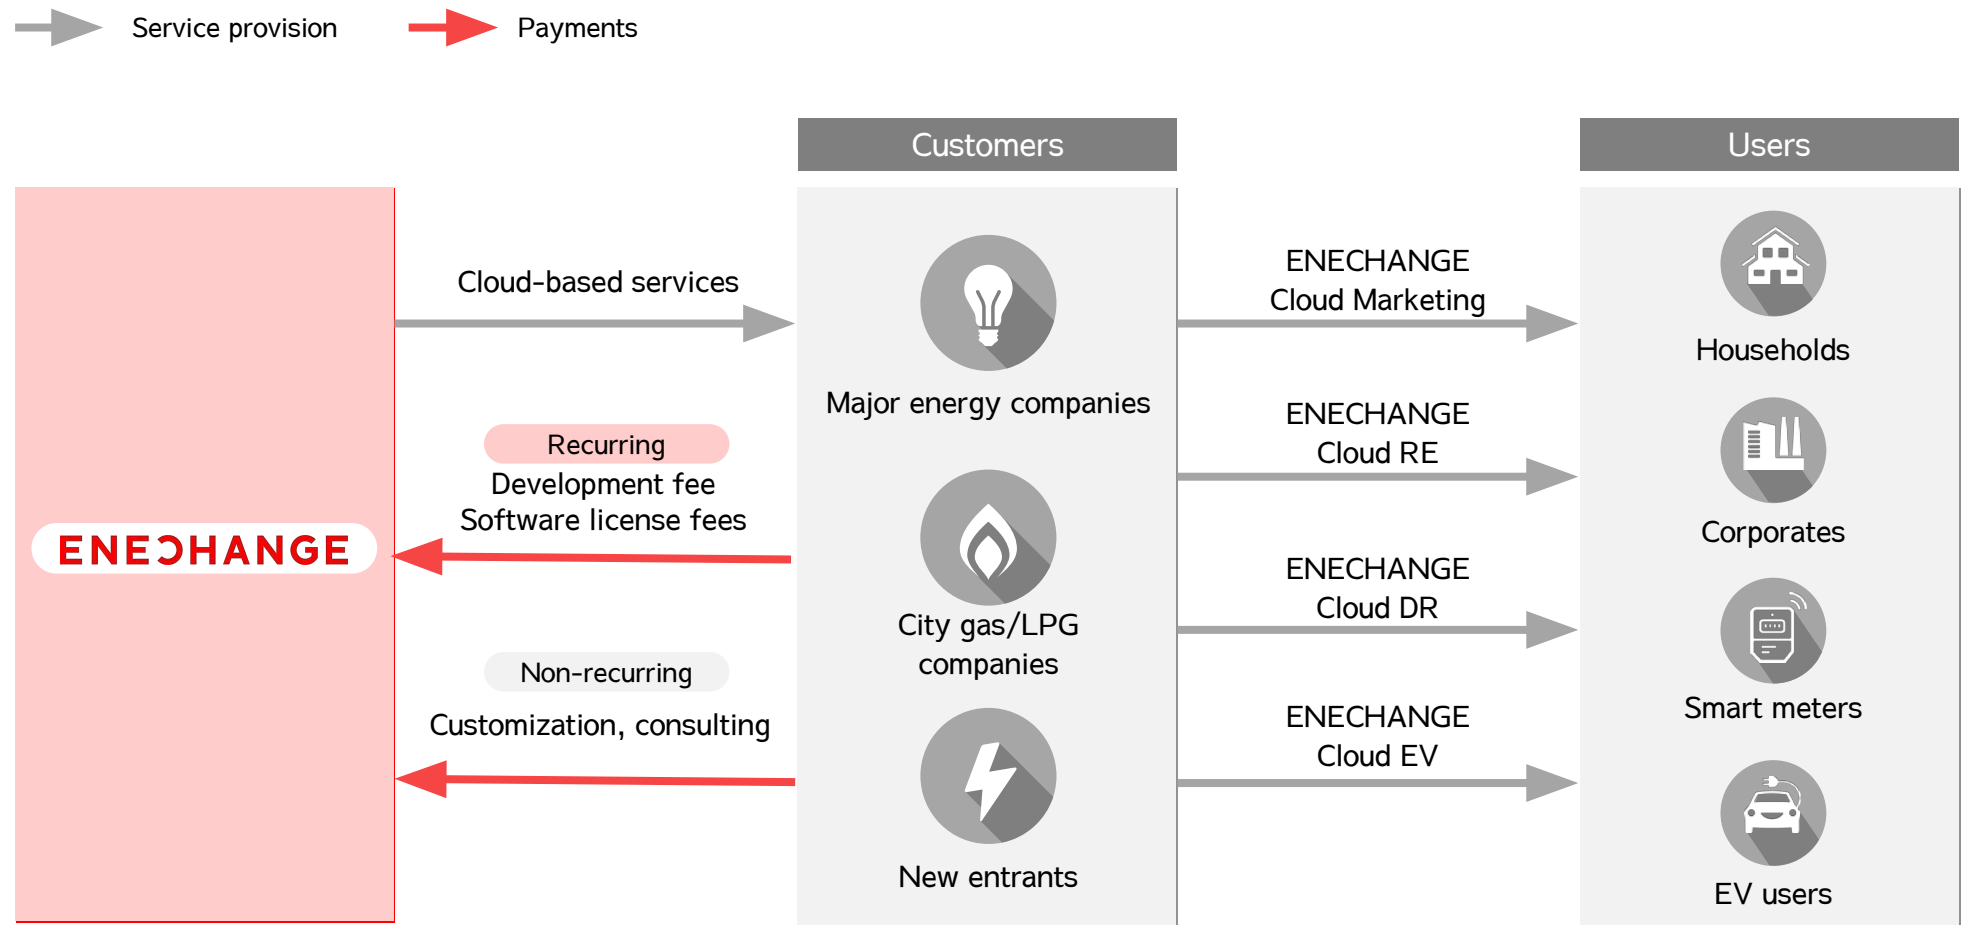 Service provision
Payments
Customers
Users
ENECHANGE
Cloud-based services
Recurring
Development fee
Software license fees
Non-recurring
Customization, consulting
Major energy companies
City gas/LPG
companies
New entrants
ENECHANGE
Cloud Marketing
ENECHANGE
Cloud RE
ENECHANGE
Cloud DR
ENECHANGE
Cloud EV
Households
Corporates
Smart meters
EV users